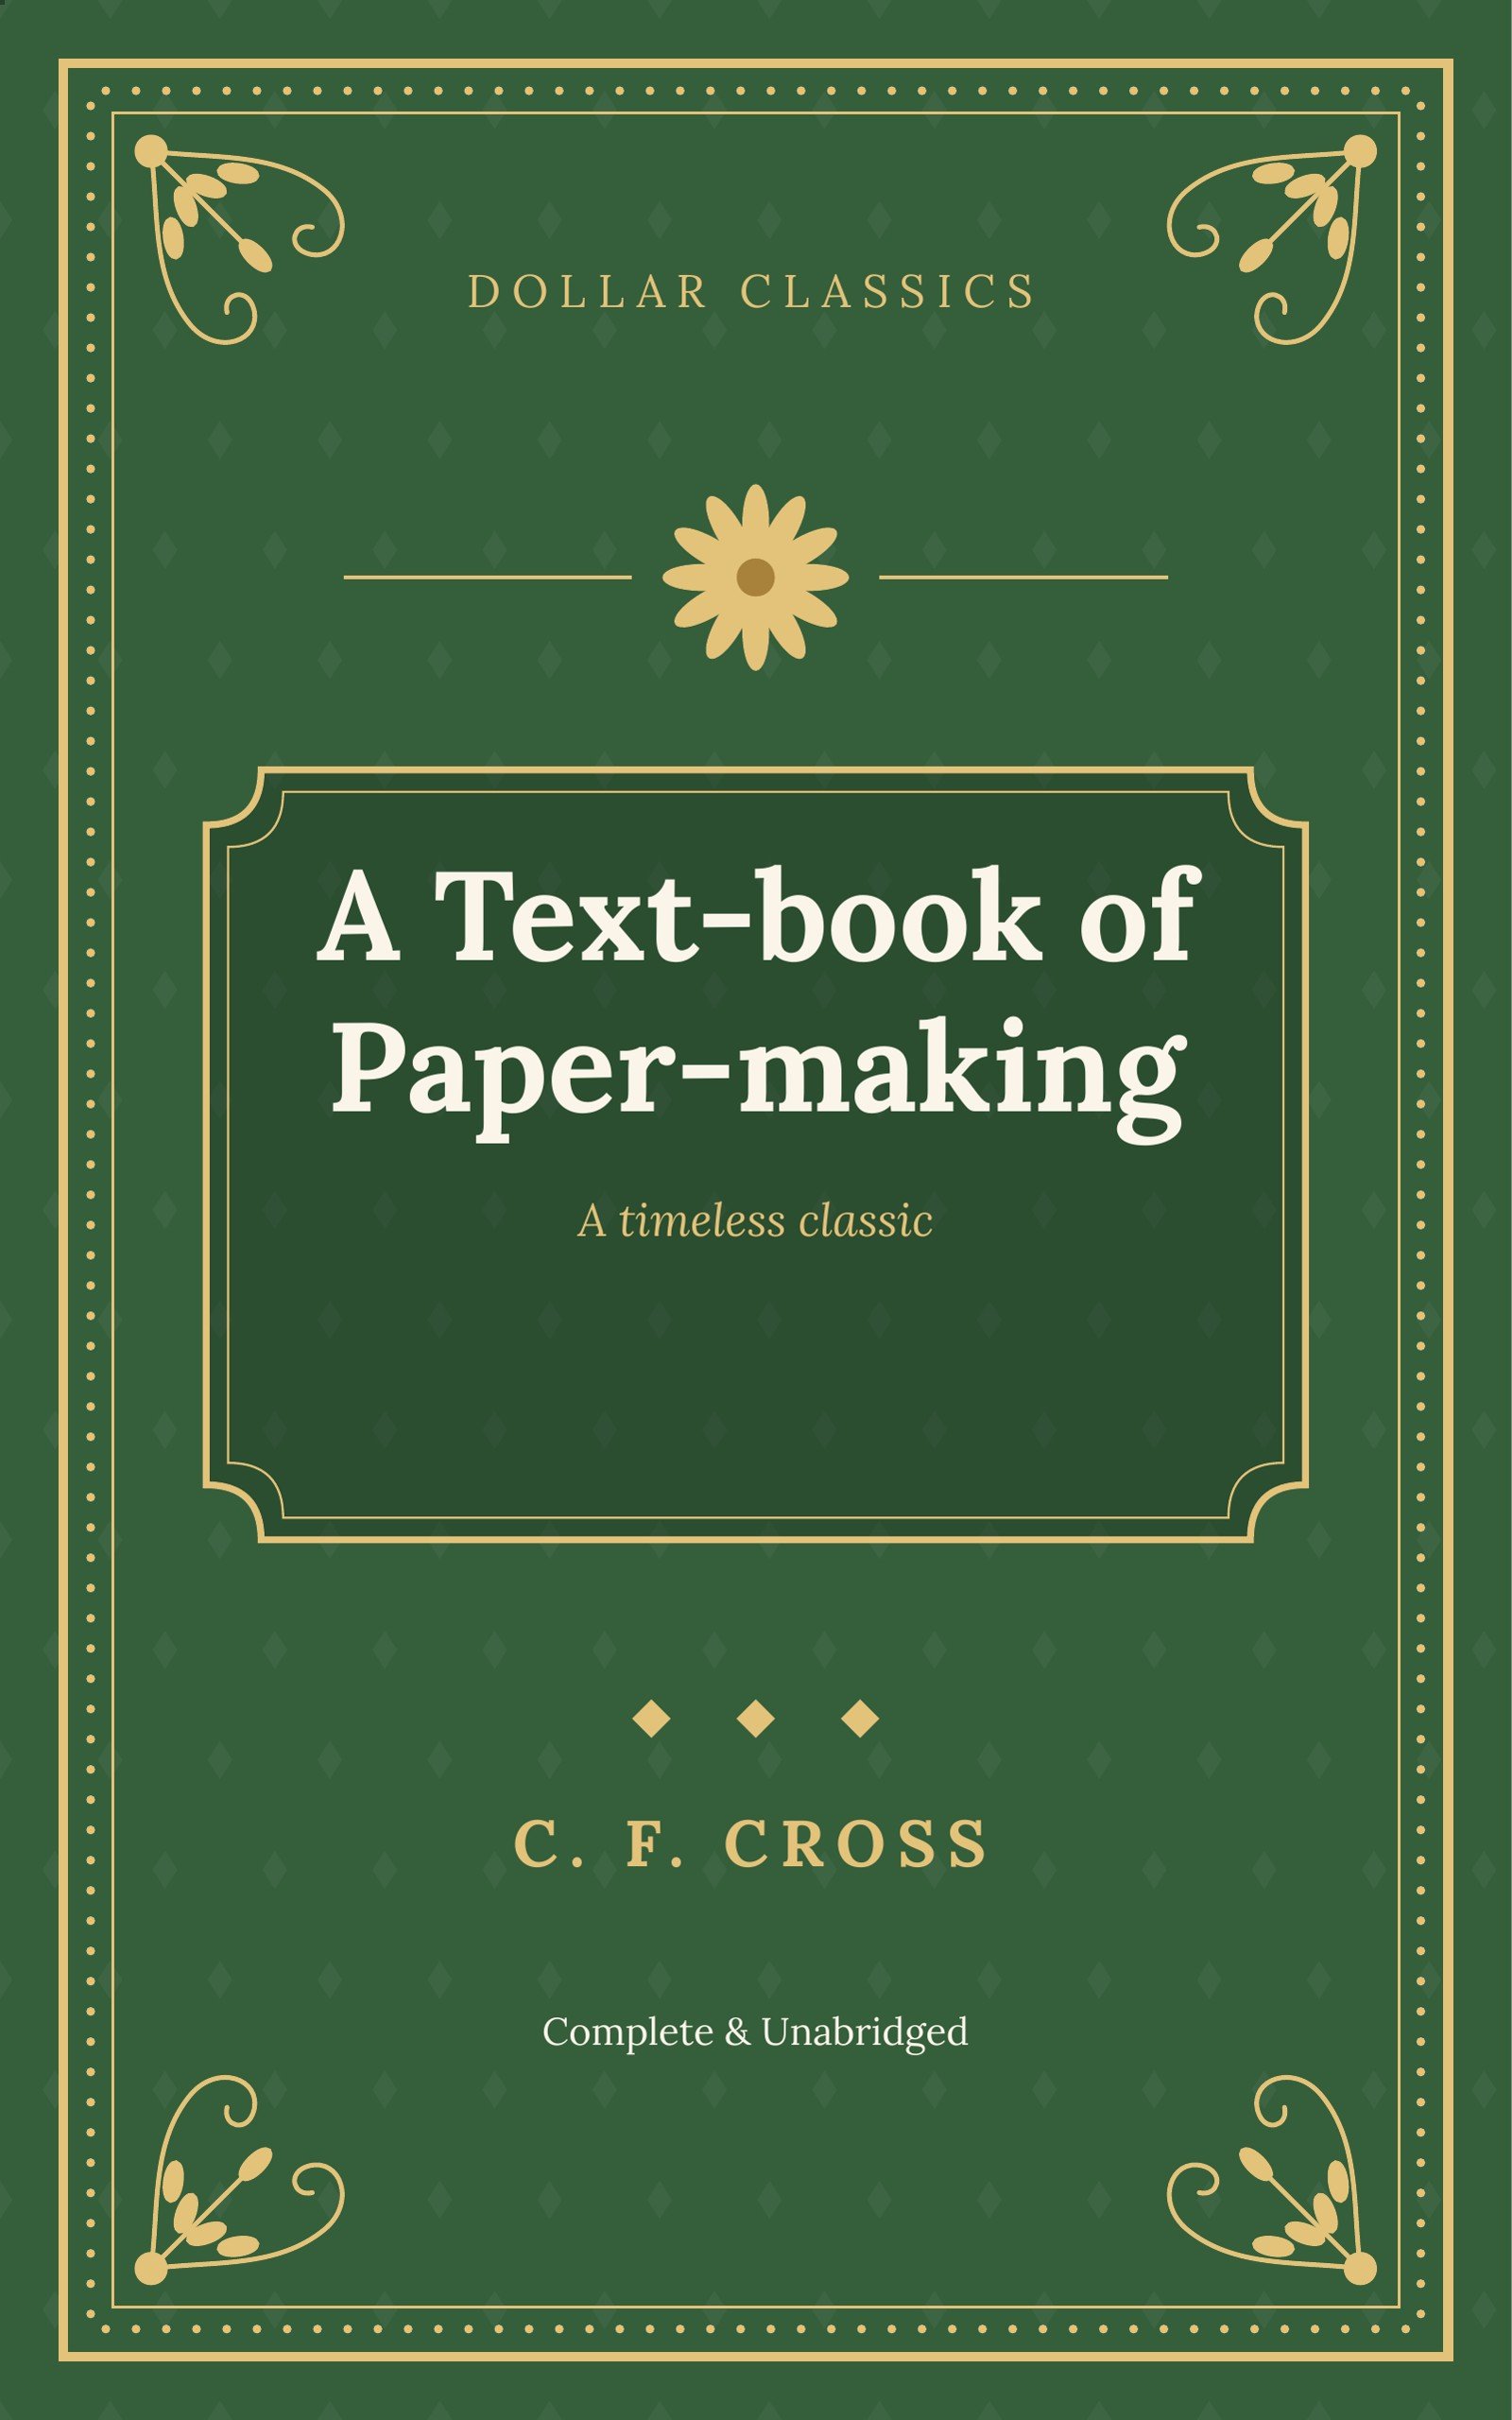 DOLLAR CLASSICS
A Text-book of
Paper-making
A timeless classic
C. F. CROSS
Complete & Unabridged